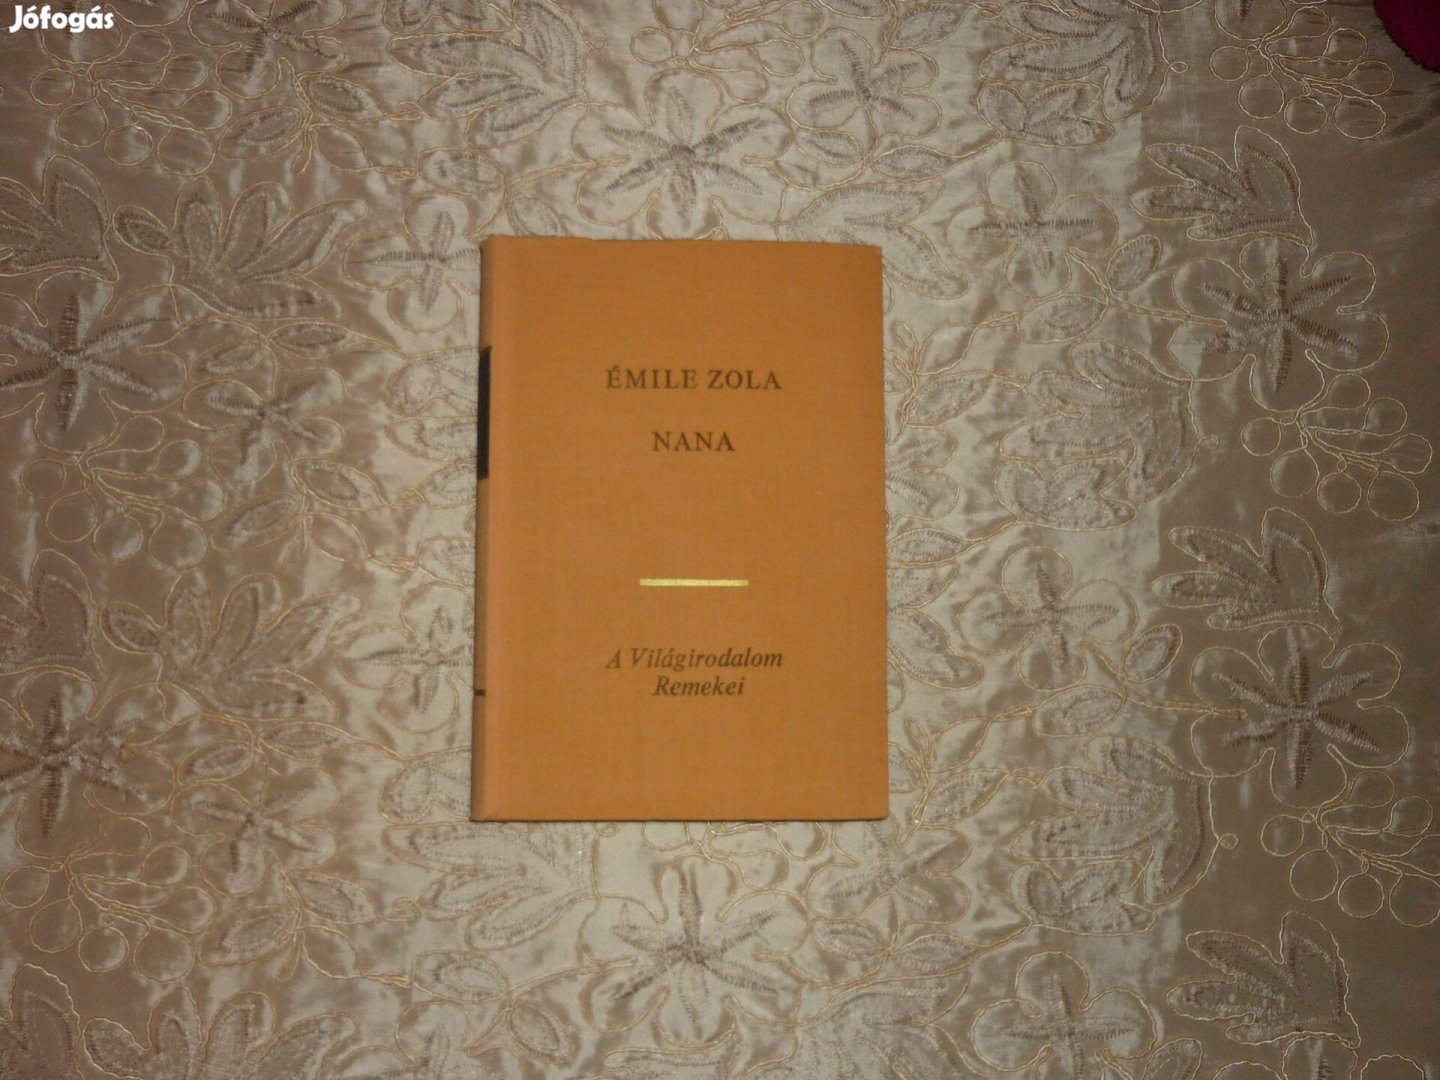 Jófogás
ÉMILE ZOLA
NANA
A Világirodalom
Remekei